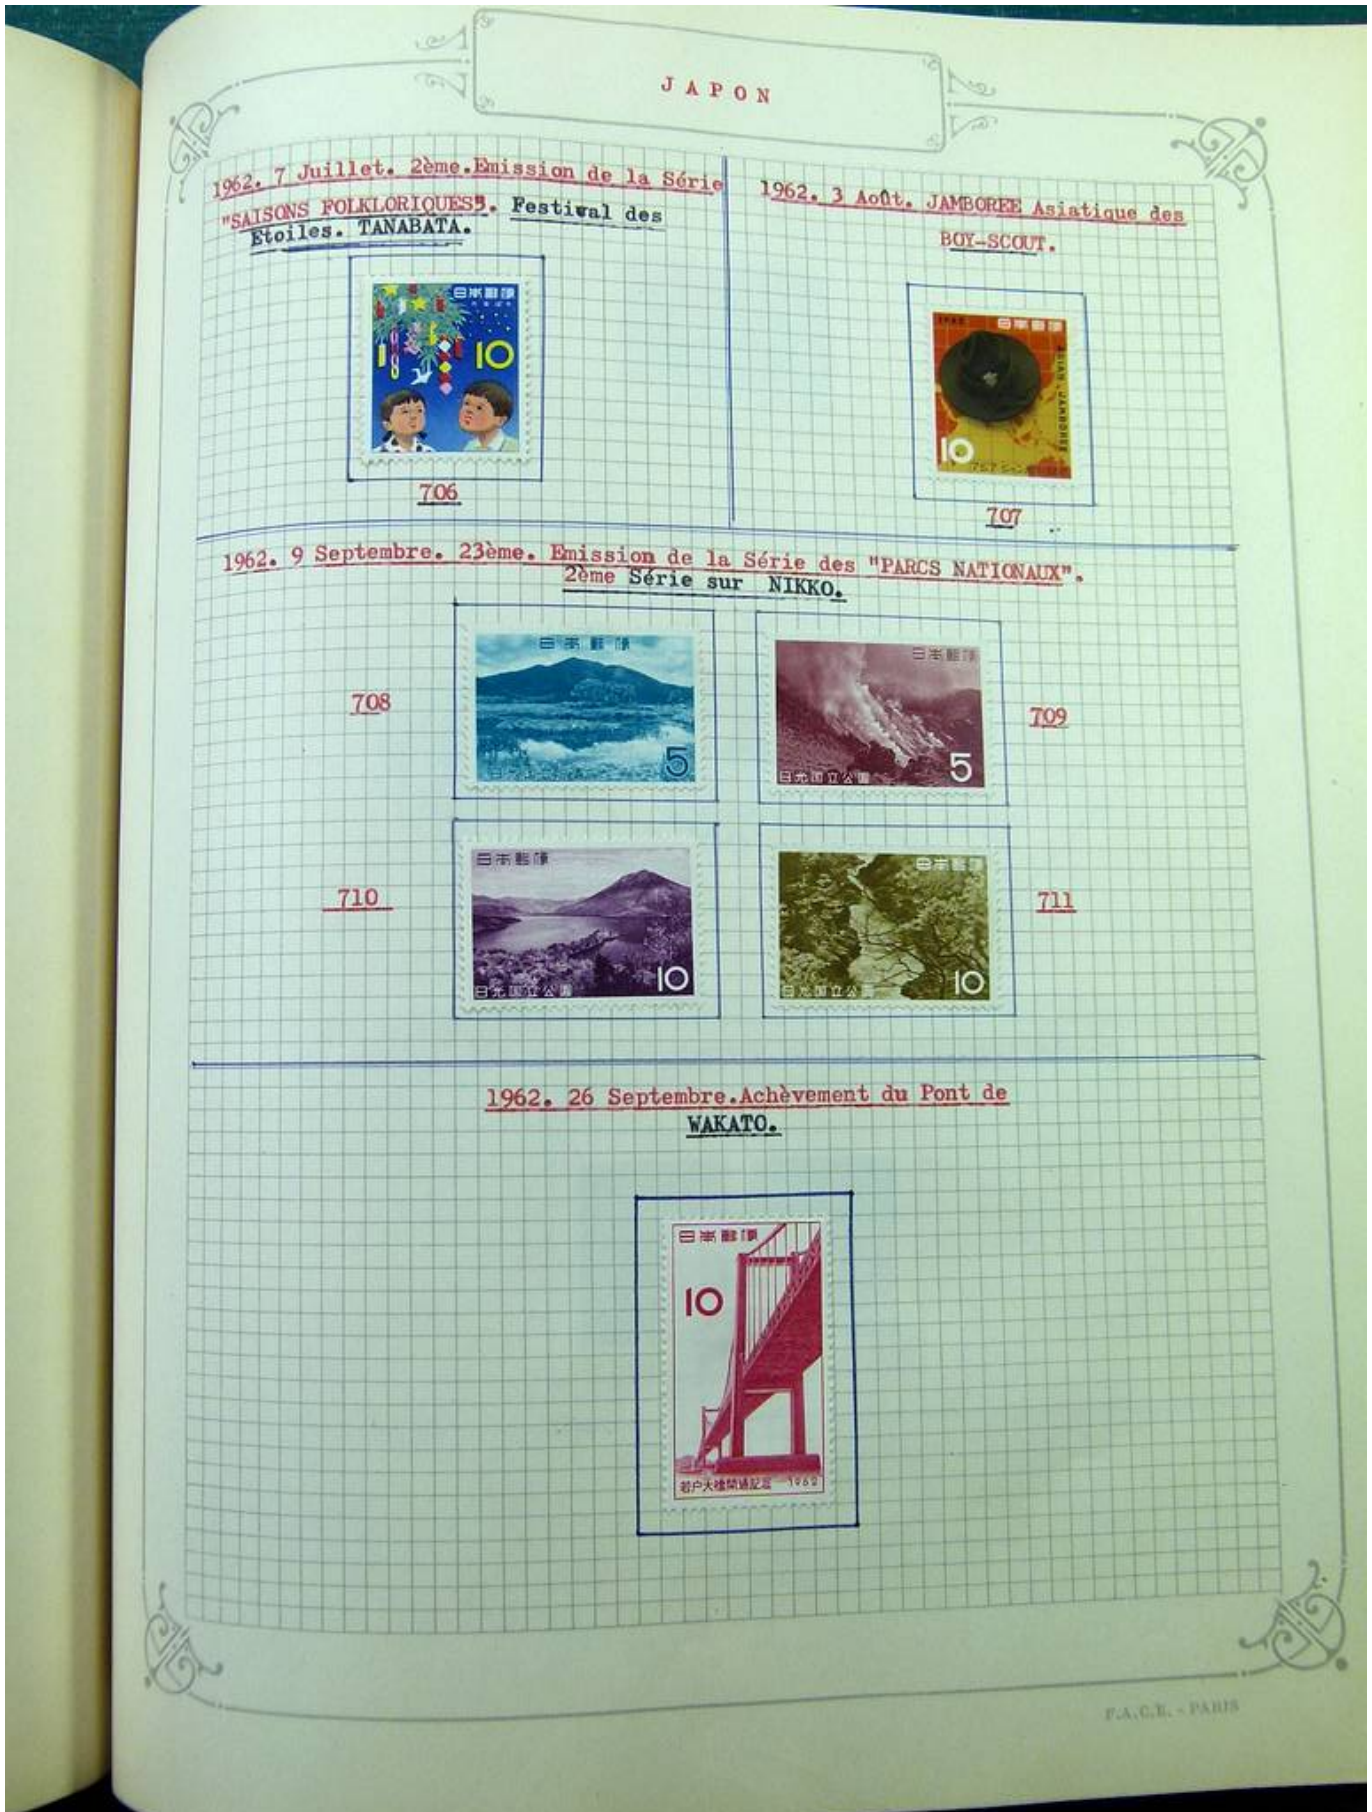 JAPON
1962. 7 Juillet. 2ème.Emission de la Série
"SAISONS FOLKLORIQUES". Festival des
Etoiles. TANABATA.
日本郵便
10
706
1962. 3 Août. JAMBOREE Asiatique des
BOY-SCOUT.
1962
日本郵便
ASIAN JAMBOREE
10
707
1962. 9 Septembre. 23ème. Emission de la Série des "PARCS NATIONAUX".
2ème Série sur NIKKO.
708
日本郵便
5
日光国立公園
日本郵便
5
日光国立公園
709
710
日本郵便
10
日光国立公園
日本郵便
10
日光国立公園
711
1962. 26 Septembre.Achèvement du Pont de
WAKATO.
日本郵便
10
若戸大橋開通記念 1962
F.A.C.E. - PARIS